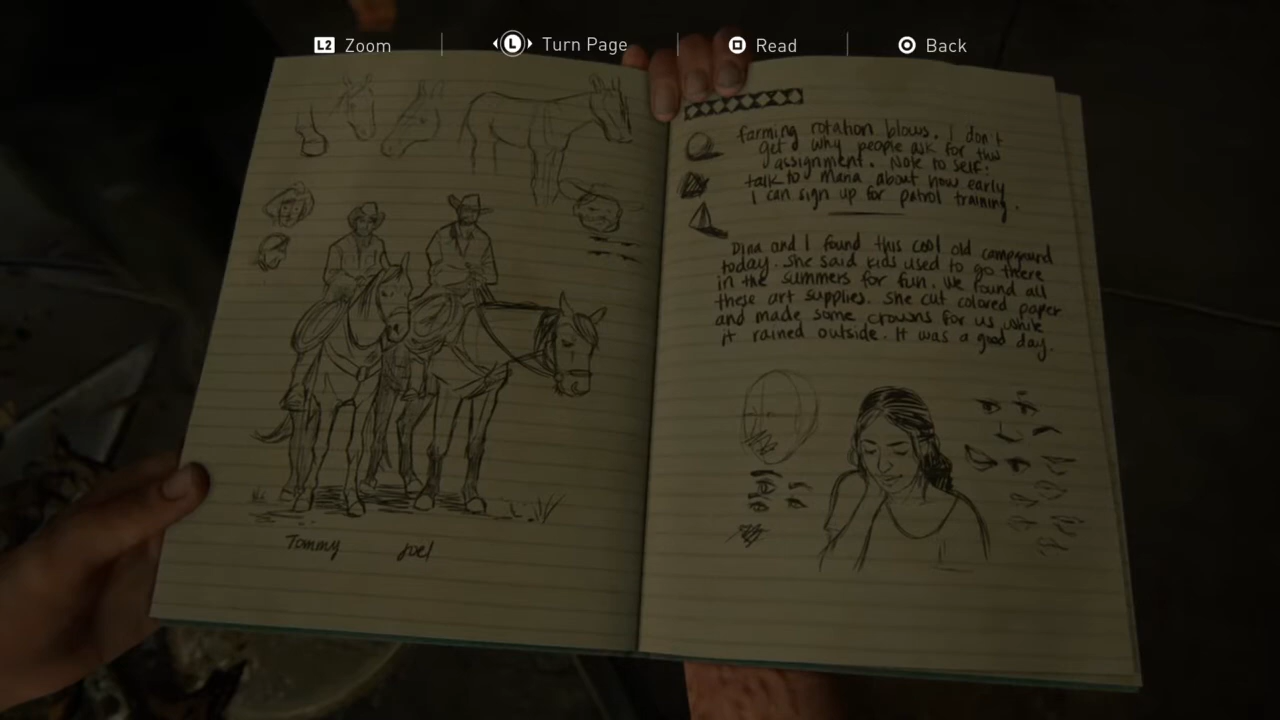 L2 Zoom L Turn Page Read Back
farming rotation blows. I don't
get why people ask for this
assignment. Note to self:
talk to Maria about how early
I can sign up for patrol training.
Dina and I found this cool old campground
today. She said kids used to go there
in the summers for fun. We found all
these art supplies. She cut colored paper
and made some crowns for us while
it rained outside. It was a good day.
Tommy Joel